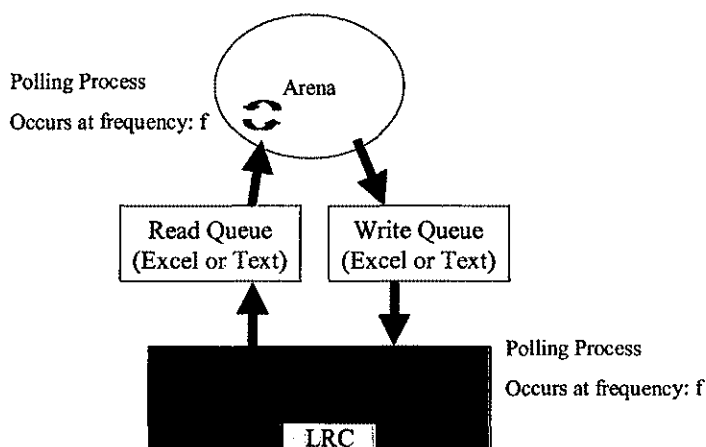 Polling Process
Occurs at frequency: f
Arena
Read Queue
(Excel or Text)
Write Queue
(Excel or Text)
Polling Process
Occurs at frequency: f
LRC